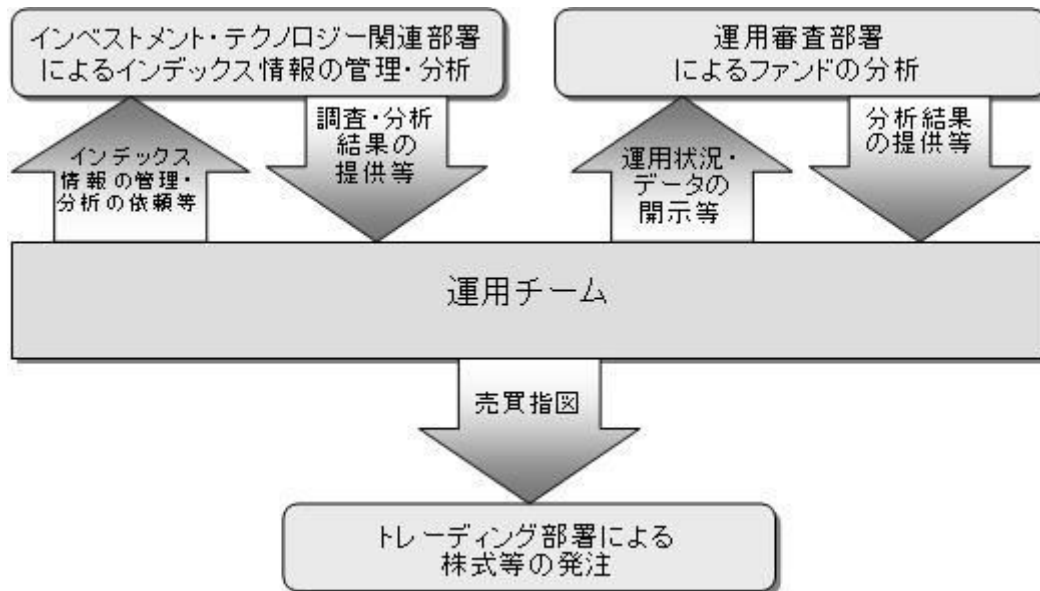 インベストメント・テクノロジー関連部署
によるインデックス情報の管理・分析
運用審査部署
によるファンドの分析
インデックス
情報の管理・
分析の依頼等
調査・分析
結果の
提供等
運用状況・
データの
開示等
分析結果
の提供等
運用チーム
売買指図
トレーディング部署による
株式等の発注